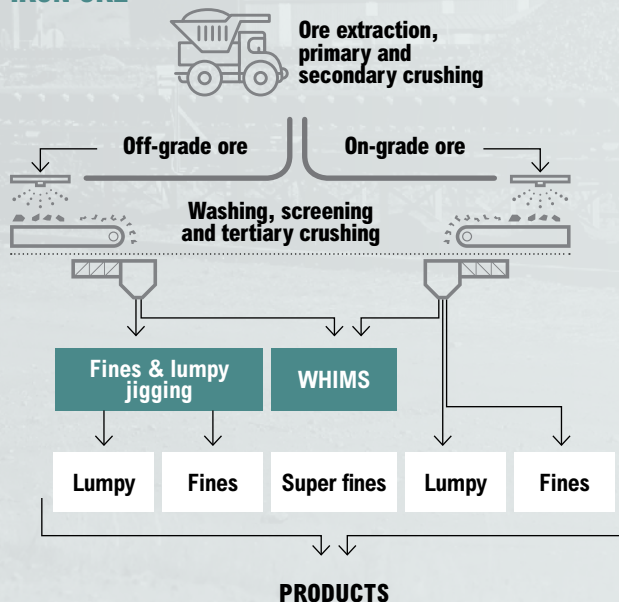 IRON ORE
Ore extraction,
primary and
secondary crushing
Off-grade ore
On-grade ore
Washing, screening
and tertiary crushing
Fines & lumpy
jigging
WHIMS
Lumpy
Fines
Super fines
Lumpy
Fines
PRODUCTS